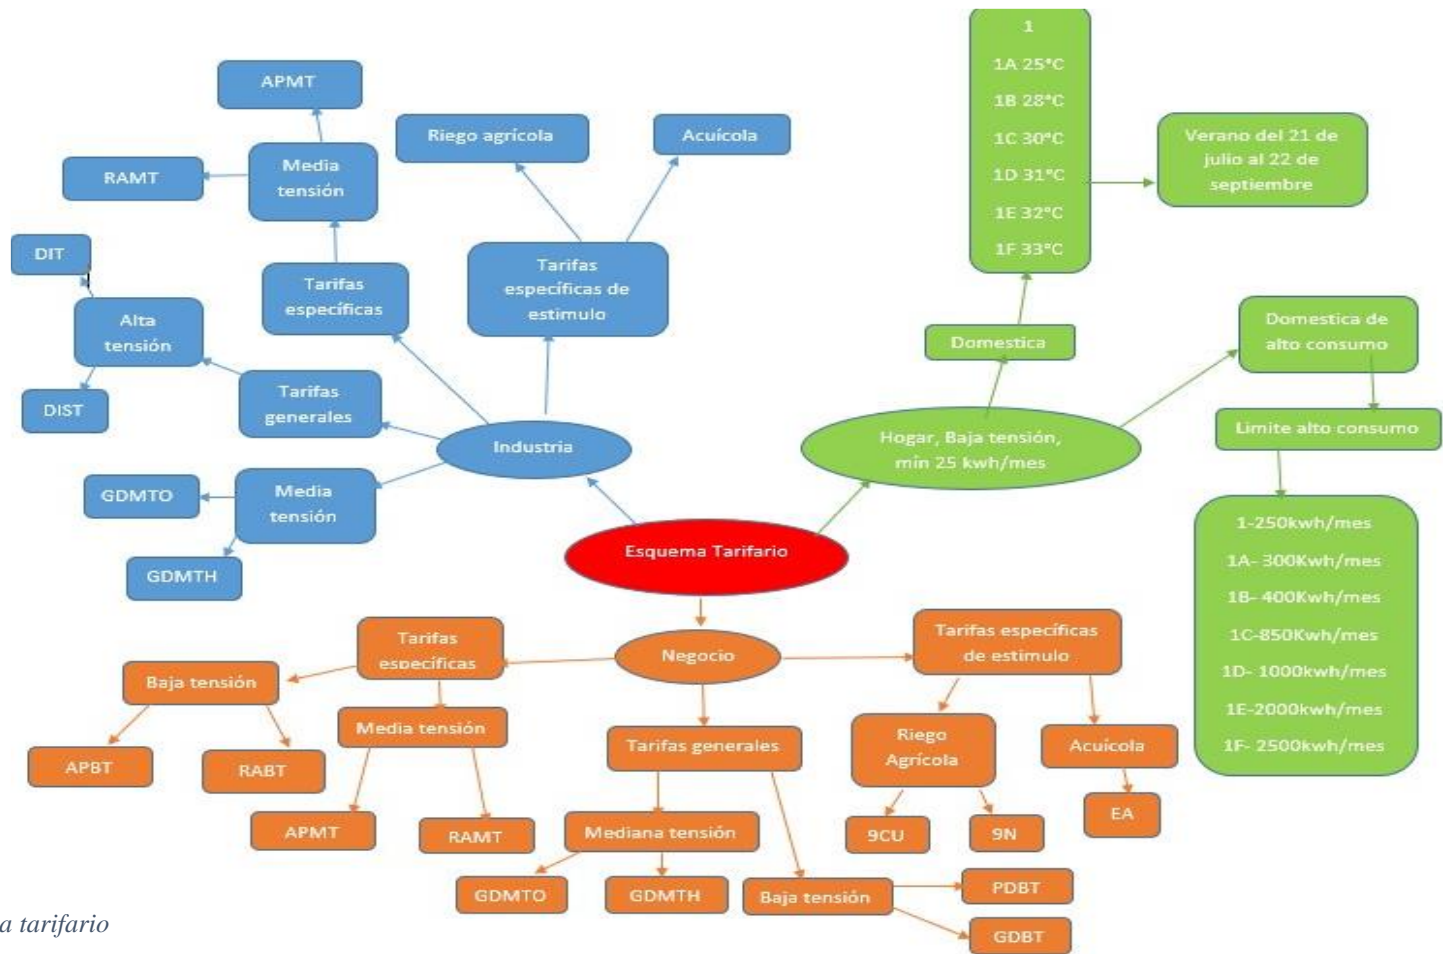 APMT
Riego agrícola
Acuícola
Media
tensión
RAMT
DIT
Tarifas
específicas
Tarifas
específicas de
estimulo
Alta
tensión
DIST
Tarifas
generales
Industria
GDMTO
Media
tensión
GDMTH
1
1A 25°C
1B 28°C
1C 30°C
1D 31°C
1E 32°C
1F 33°C
Verano del 21 de
julio al 22 de
septiembre
Domestica
Domestica de
alto consumo
Hogar, Baja tensión,
min 25 kwh/mes
Limite alto consumo
1-250kwh/mes
1A- 300Kwh/mes
1B- 400Kwh/mes
1C-850Kwh/mes
1D- 1000kwh/mes
1E-2000kwh/mes
1F- 2500kwh/mes
Esquema Tarifario
Negocio
Tarifas
específicas
Baja tensión
APBT
RABT
Media tensión
APMT
RAMT
Tarifas generales
Mediana tensión
GDMTO
GDMTH
Baja tensión
PDBT
GDBT
Tarifas específicas
de estimulo
Riego
Agrícola
9CU
9N
Acuícola
EA
a tarifario